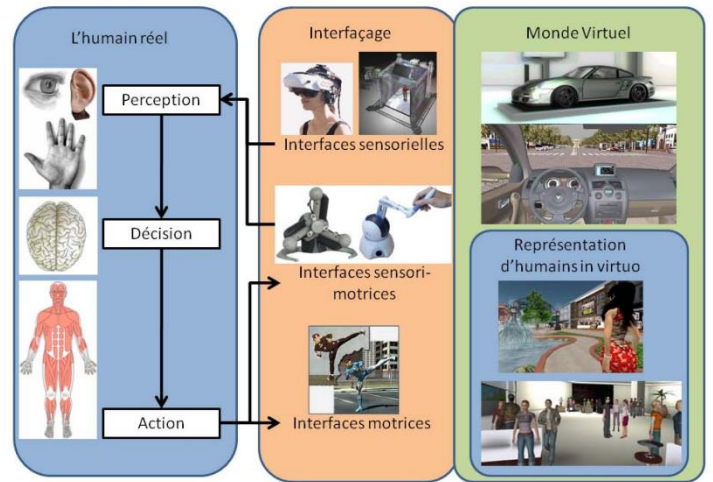 L'humain réel
Perception
Décision
Action
Interfaçage
Interfaces sensorielles
Interfaces sensori-
motrices
Interfaces motrices
Monde Virtuel
Représentation
d'humains in virtuo